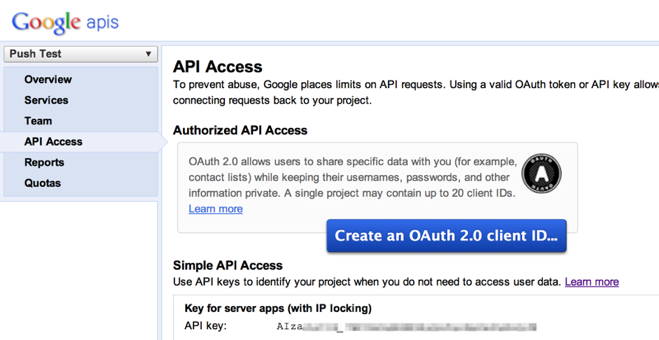 Google apis
Push Test
Overview
Services
Team
API Access
Reports
Quotas
API Access
To prevent abuse, Google places limits on API requests. Using a valid OAuth token or API key allows
connecting requests back to your project.
Authorized API Access
OAuth 2.0 allows users to share specific data with you (for example,
contact lists) while keeping their usernames, passwords, and other
information private. A single project may contain up to 20 client IDs.
Learn more
OAUTH
A
Create an OAuth 2.0 client ID...
Simple API Access
Use API keys to identify your project when you do not need to access user data. Learn more
Key for server apps (with IP locking)
API key: AIza